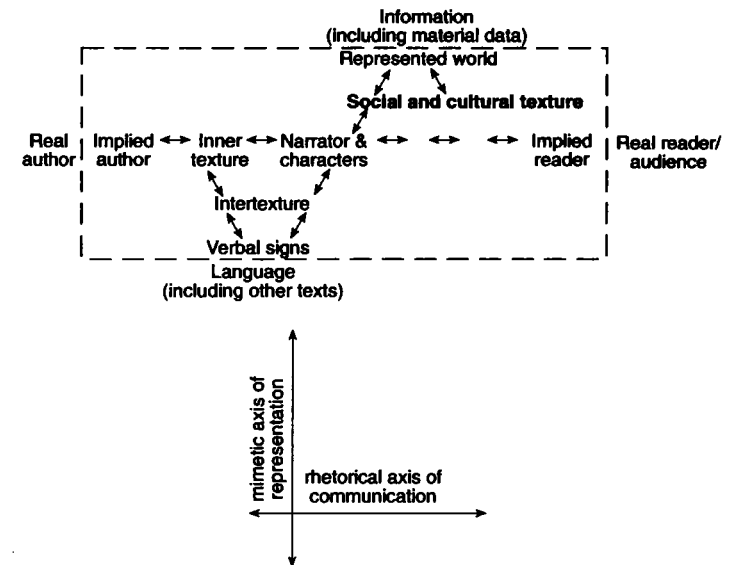 Information
(including material data)
Represented world
Social and cultural texture
Real author
Implied author
Inner texture
Narrator & characters
Implied reader
Real reader/ audience
Intertexture
Verbal signs
Language
(including other texts)
mimetic axis of
representation
rhetorical axis of
communication